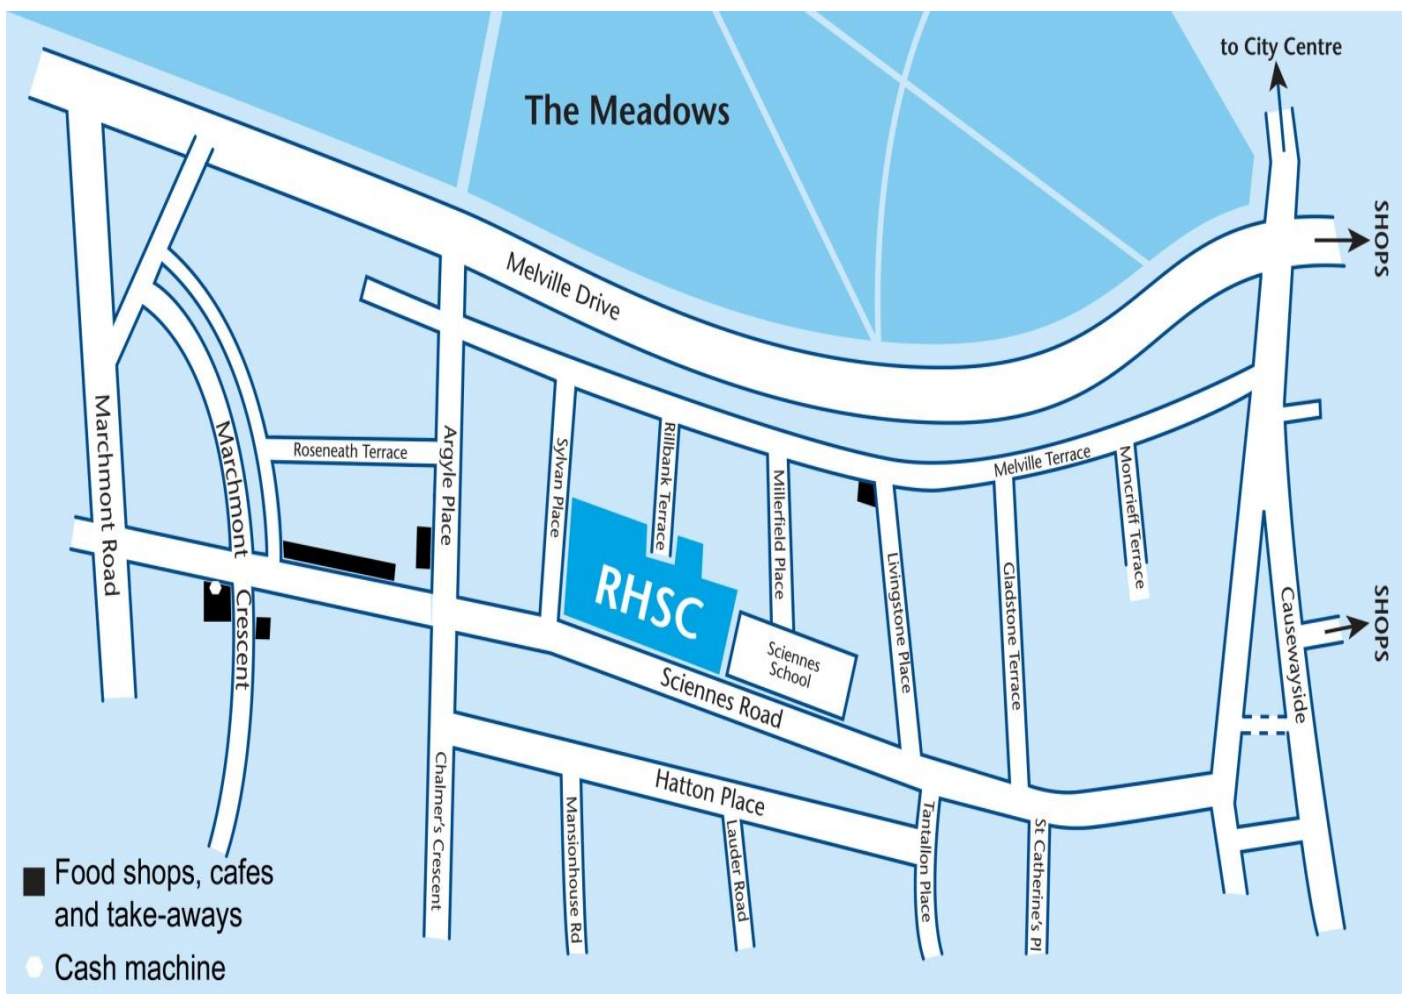 to City Centre
The Meadows
SHOPS
Melville Drive
Marchmont Road
Marchmont
Crescent
Roseneath Terrace
Argyle Place
Sylvan Place
Rillbank Terrace
Millerfield Place
Melville Terrace
Moncrieff Terrace
Livingstone Place
Gladstone Terrace
RHSC
Sciennes
School
Sciennes Road
Causewayside
SHOPS
Hatton Place
Chalmer's Crescent
Mansionhouse Rd
Lauder Road
Tantallon Place
St Catherine's Pl
Food shops, cafes
and take-aways
Cash machine